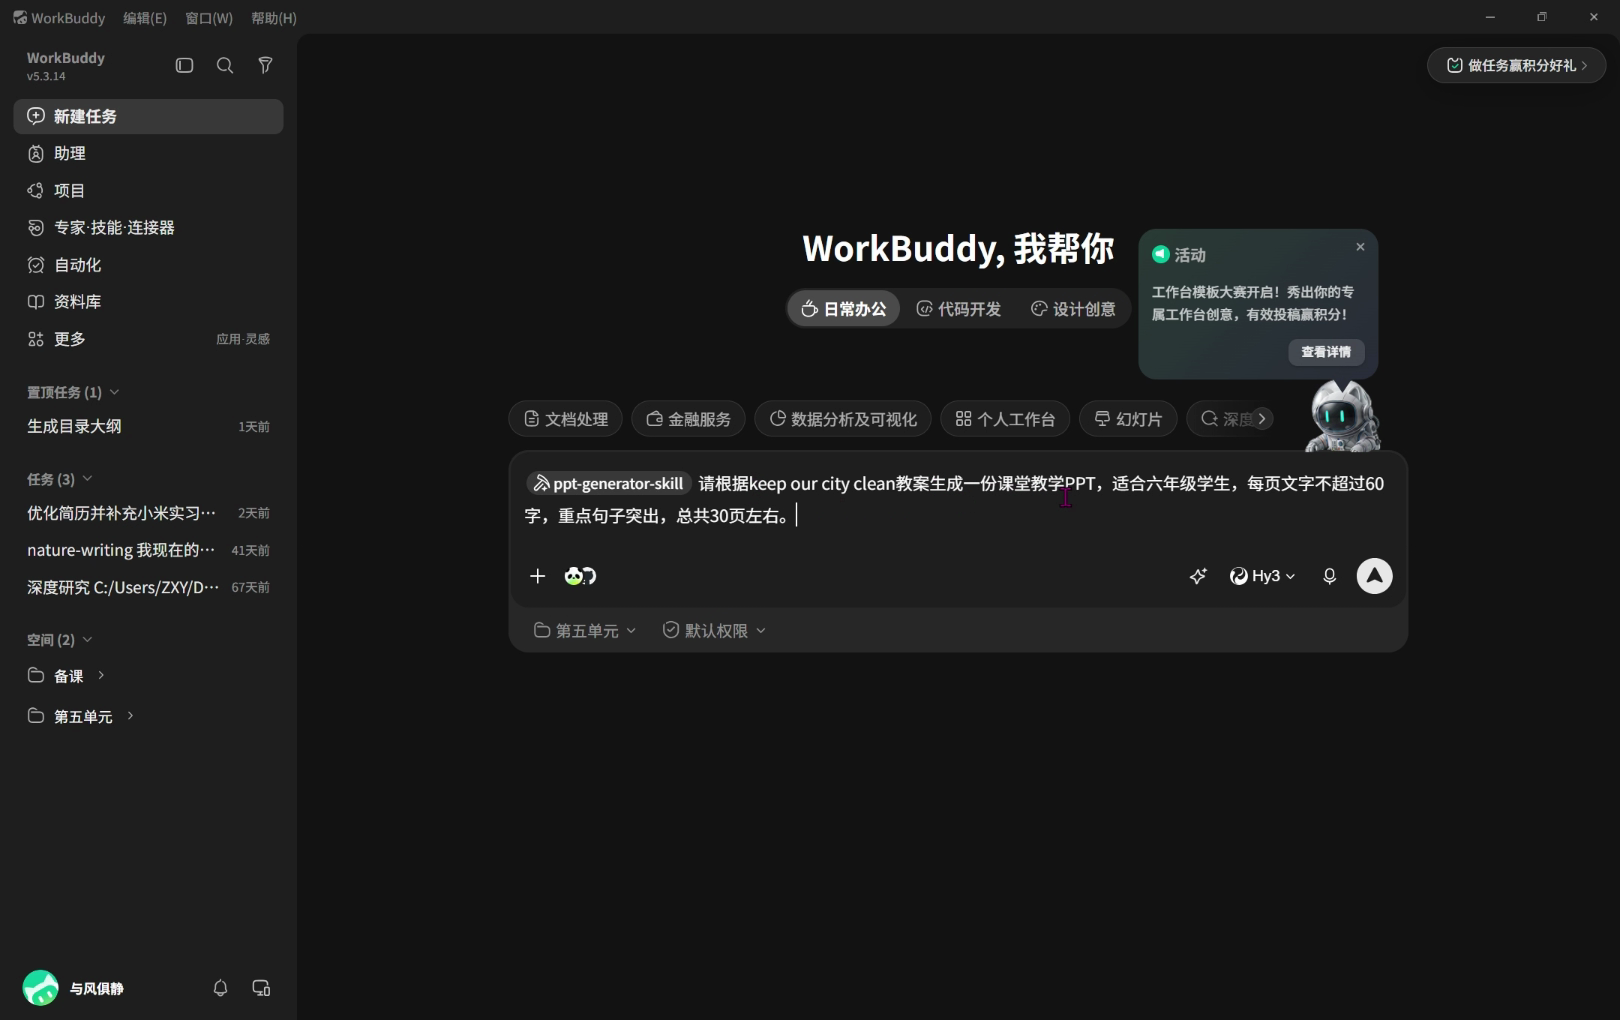 WorkBuddy 编辑(E) 窗口(W) 帮助(H)
WorkBuddy
v5.3.14
做任务赢积分好礼
新建任务
助理
项目
专家·技能·连接器
自动化
资料库
更多 应用·灵感
置顶任务 (1)
生成目录大纲 1天前
任务 (3)
优化简历并补充小米实习··· 2天前
nature-writing 我现在的··· 41天前
深度研究 C:/Users/ZXY/D··· 67天前
空间 (2)
备课
第五单元
与风俱静
WorkBuddy, 我帮你
日常办公 代码开发 设计创意
活动
工作台模板大赛开启！秀出你的专
属工作台创意，有效投稿赢积分！
查看详情
文档处理 金融服务 数据分析及可视化 个人工作台 幻灯片 深度
ppt-generator-skill 请根据keep our city clean教案生成一份课堂教学PPT，适合六年级学生，每页文字不超过60
字，重点句子突出，总共30页左右。
Hy3
第五单元 默认权限